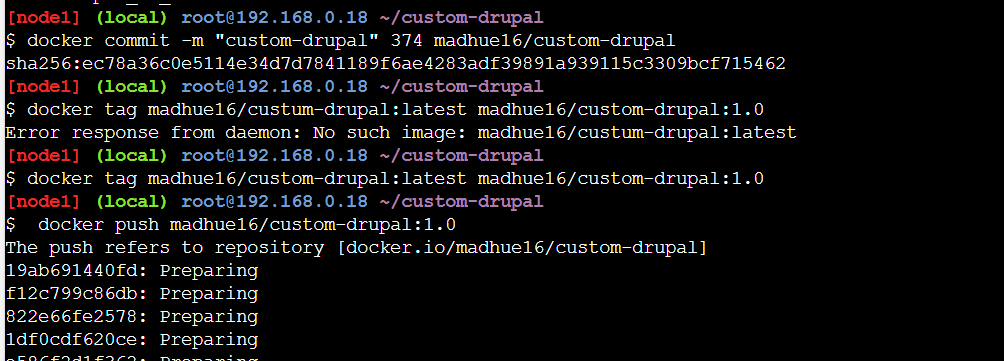 [node1] (local) root@192.168.0.18 ~/custom-drupal
$ docker commit -m "custom-drupal" 374 madhue16/custom-drupal
sha256:ec78a36c0e5114e34d7d7841189f6ae4283adf39891a939115c3309bcf715462
[node1] (local) root@192.168.0.18 ~/custom-drupal
$ docker tag madhue16/custum-drupal:latest madhue16/custom-drupal:1.0
Error response from daemon: No such image: madhue16/custum-drupal:latest
[node1] (local) root@192.168.0.18 ~/custom-drupal
$ docker tag madhue16/custom-drupal:latest madhue16/custom-drupal:1.0
[node1] (local) root@192.168.0.18 ~/custom-drupal
$  docker push madhue16/custom-drupal:1.0
The push refers to repository [docker.io/madhue16/custom-drupal]
19ab691440fd: Preparing
f12c799c86db: Preparing
822e66fe2578: Preparing
1df0cdf620ce: Preparing
Preparing